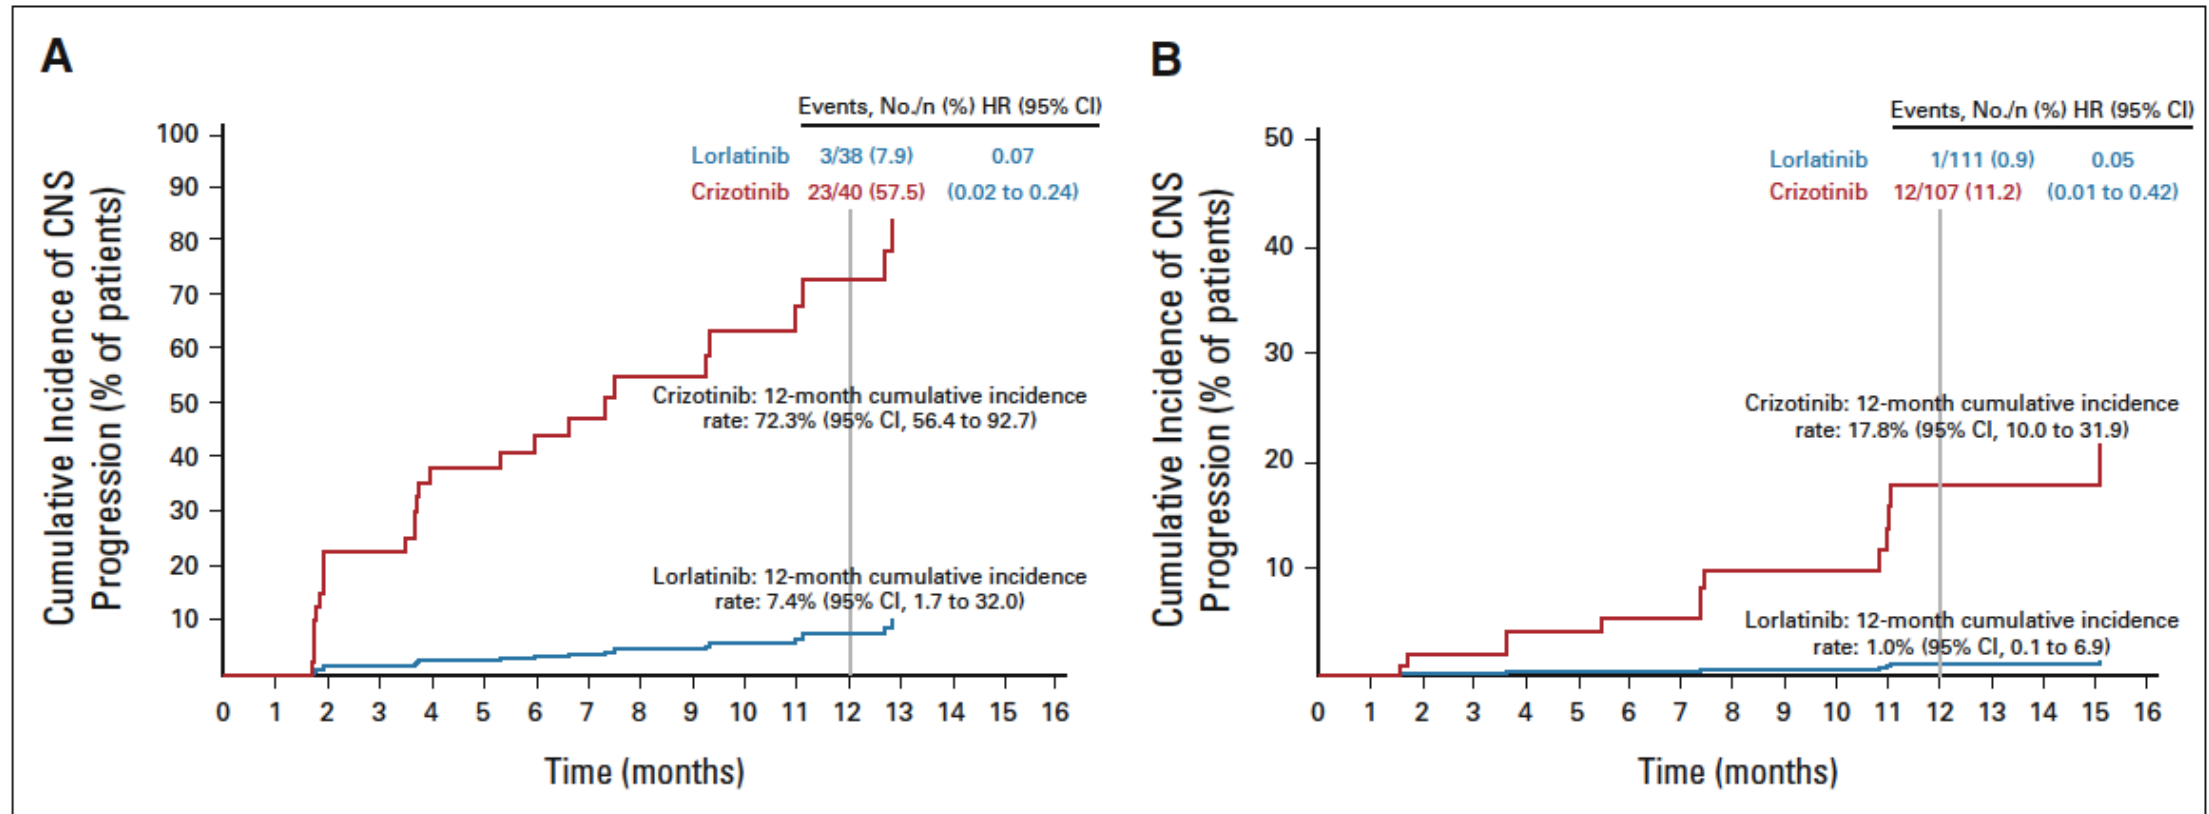 A
Cumulative Incidence of CNS
Progression (% of patients)
100
90
80
70
60
50
40
30
20
10
Events, No./n (%) HR (95% CI)
Lorlatinib 3/38 (7.9) 0.07
Crizotinib 23/40 (57.5) (0.02 to 0.24)
Crizotinib: 12-month cumulative incidence
rate: 72.3% (95% CI, 56.4 to 92.7)
Lorlatinib: 12-month cumulative incidence
rate: 7.4% (95% CI, 1.7 to 32.0)
0 1 2 3 4 5 6 7 8 9 10 11 12 13 14 15 16
Time (months)
B
Cumulative Incidence of CNS
Progression (% of patients)
50
40
30
20
10
Events, No./n (%) HR (95% CI)
Lorlatinib 1/111 (0.9) 0.05
Crizotinib 12/107 (11.2) (0.01 to 0.42)
Crizotinib: 12-month cumulative incidence
rate: 17.8% (95% CI, 10.0 to 31.9)
Lorlatinib: 12-month cumulative incidence
rate: 1.0% (95% CI, 0.1 to 6.9)
0 1 2 3 4 5 6 7 8 9 10 11 12 13 14 15 16
Time (months)